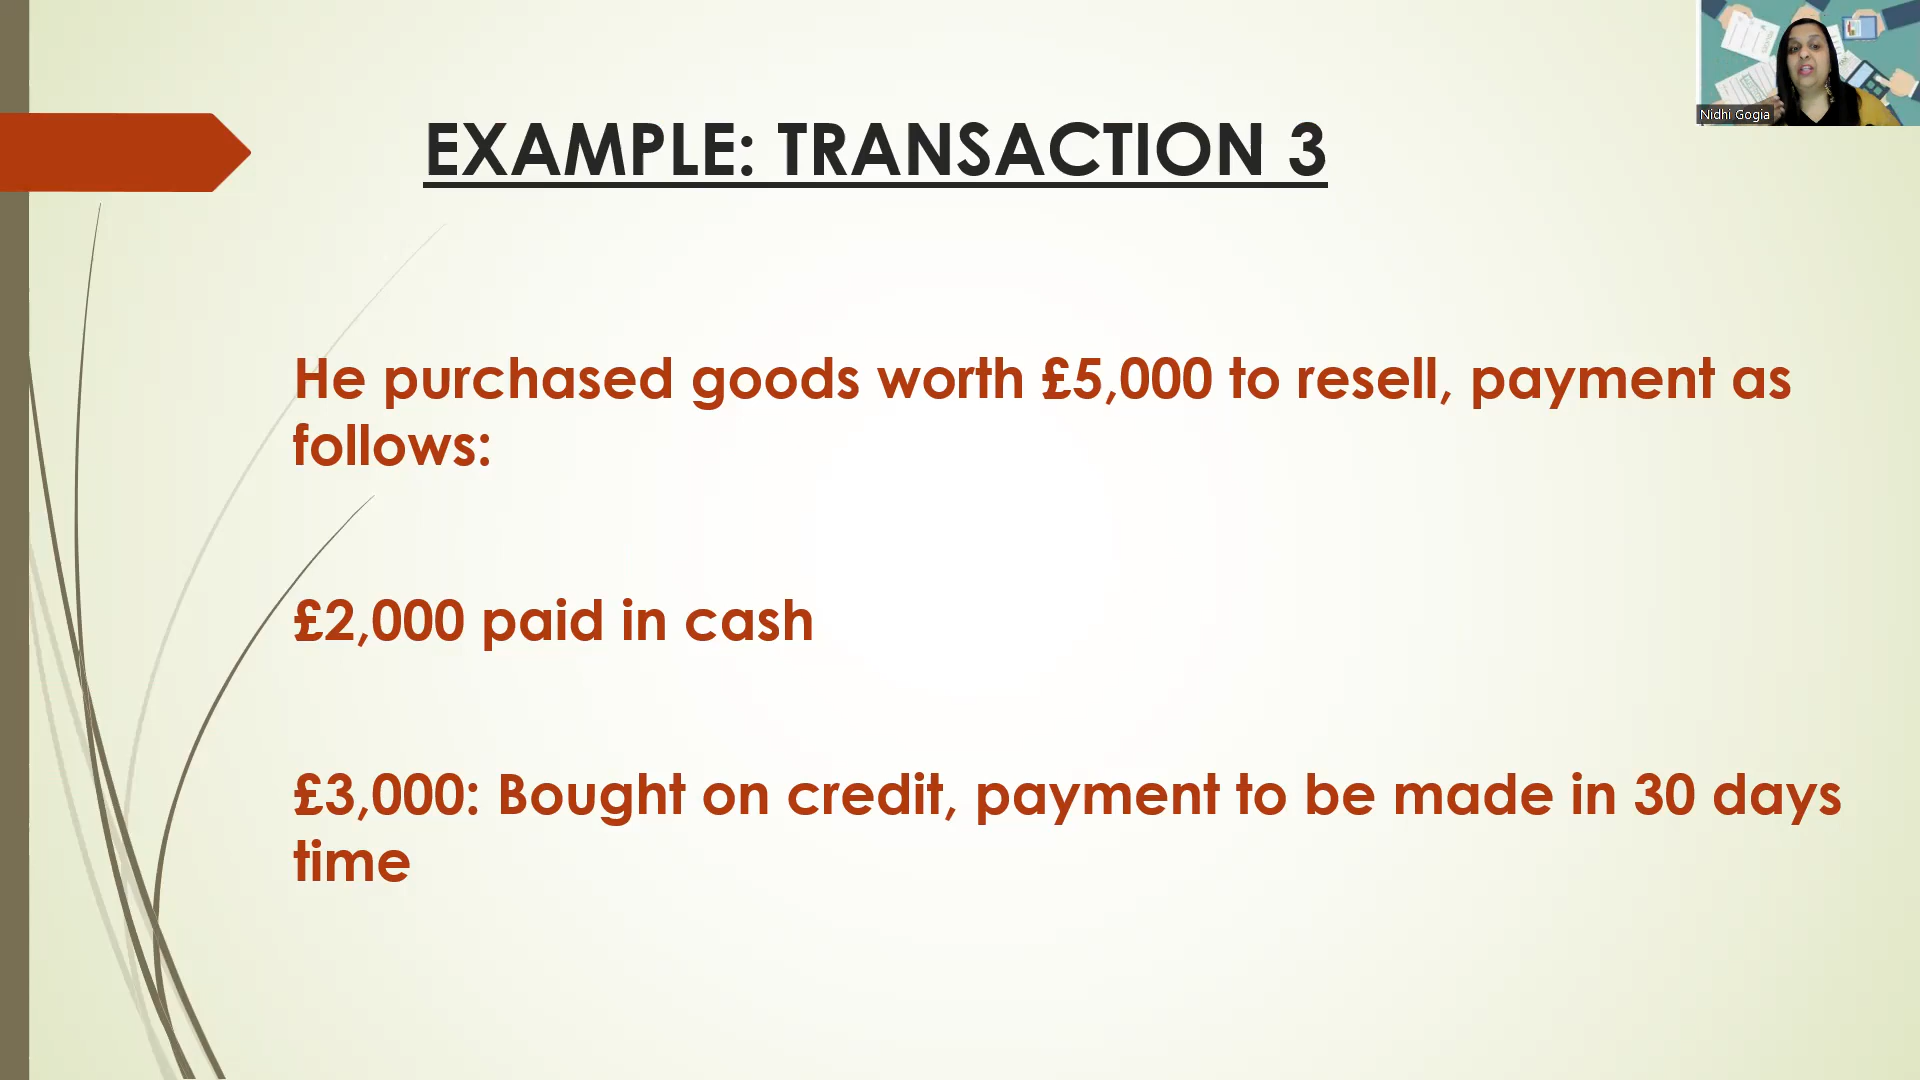 Nidhi Gogia
EXAMPLE: TRANSACTION 3
He purchased goods worth £5,000 to resell, payment as
follows:
£2,000 paid in cash
£3,000: Bought on credit, payment to be made in 30 days
time